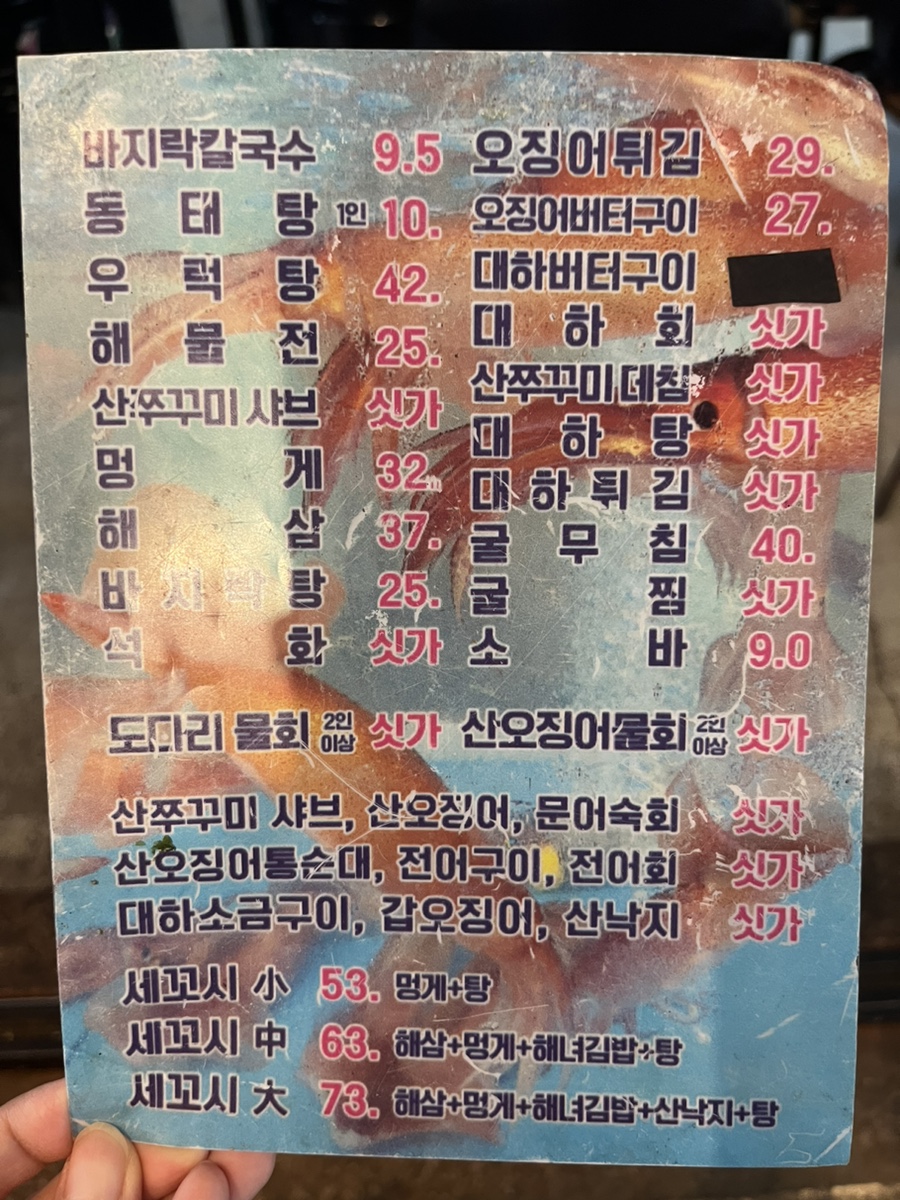 바지락칼국수 9.5
동태탕 1인 10.
우럭탕 42.
해물전 25.
산쭈꾸미 샤브 싯가
멍게 32.
해삼 37.
바지락탕 25.
석화 싯가
오징어튀김 29.
오징어버터구이 27.
대하버터구이
대하회 싯가
산쭈꾸미데침 싯가
대하탕 싯가
대하튀김 싯가
굴무침 40.
굴찜 싯가
소바 9.0
도다리 물회 2인 이상 싯가
산오징어물회 2인 이상 싯가
산쭈꾸미 샤브, 산오징어, 문어숙회 싯가
산오징어통순대, 전어구이, 전어회 싯가
대하소금구이, 갑오징어, 산낙지 싯가
세꼬시 小 53. 멍게+탕
세꼬시 中 63. 해삼+멍게+해녀김밥+탕
세꼬시 大 73. 해삼+멍게+해녀김밥+산낙지+탕